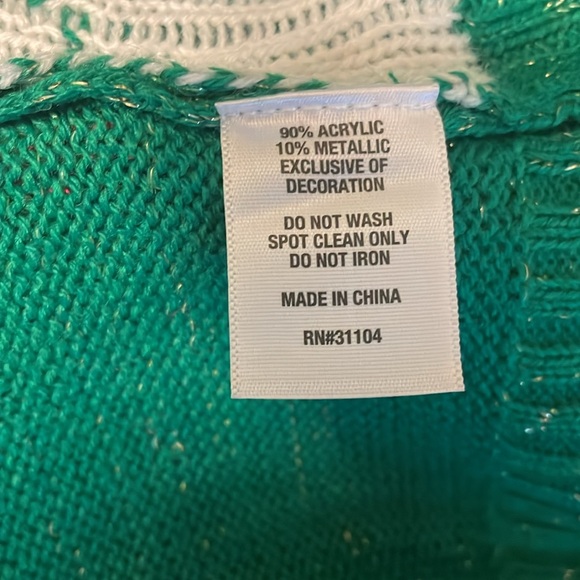 90% ACRYLIC
10% METALLIC
EXCLUSIVE OF
DECORATION
DO NOT WASH
SPOT CLEAN ONLY
DO NOT IRON
MADE IN CHINA
RN#31104